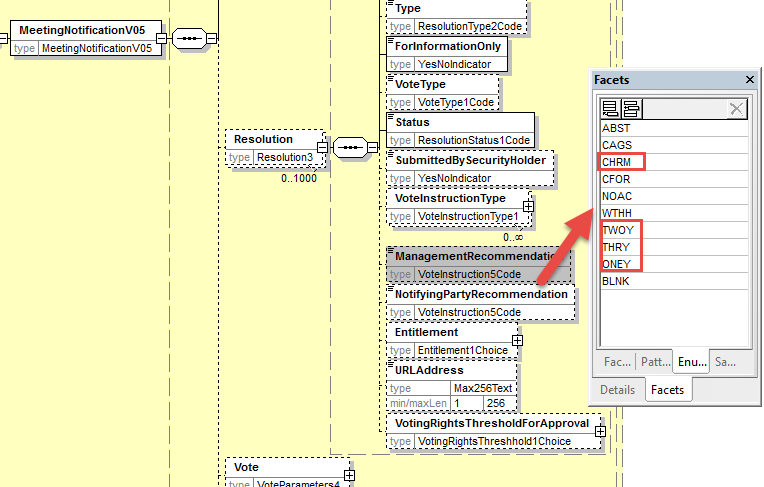 MeetingNotificationV05
type MeetingNotificationV05
Resolution
type Resolution3
0..1000
Type
type ResolutionType2Code
ForInformationOnly
type YesNoIndicator
VoteType
type VoteType1Code
Status
type ResolutionStatus1Code
SubmittedBySecurityHolder
type YesNoIndicator
VoteInstructionType
type VoteInstructionType1
0..∞
ManagementRecommendatio
type VoteInstruction5Code
NotifyingPartyRecommendation
type VoteInstruction5Code
Entitlement
type Entitlement1Choice
URLAddress
type Max256Text
min/maxLen 1 256
VotingRightsThresholdForApproval
type VotingRightsThreshhold1Choice
Vote
type VoteParameters4
Facets
ABST
CAGS
CHRM
CFOR
NOAC
WTHH
TWOY
THRY
ONEY
BLNK
Fac... Patt... Enu... Sa...
Details Facets